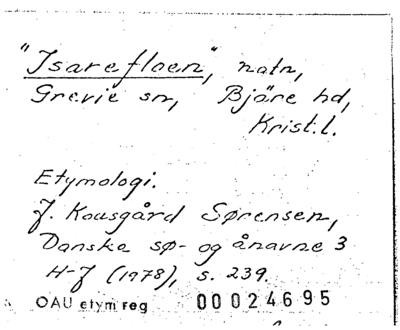 "Isarefloen", natn,
Grevie sn, Bjäre hd,
Krist.l.
Etymologi.
J. Kousgård Sørensen,
Danske sø- og ånavne 3
H-J (1978), s. 239.
OAU etym reg 00024695